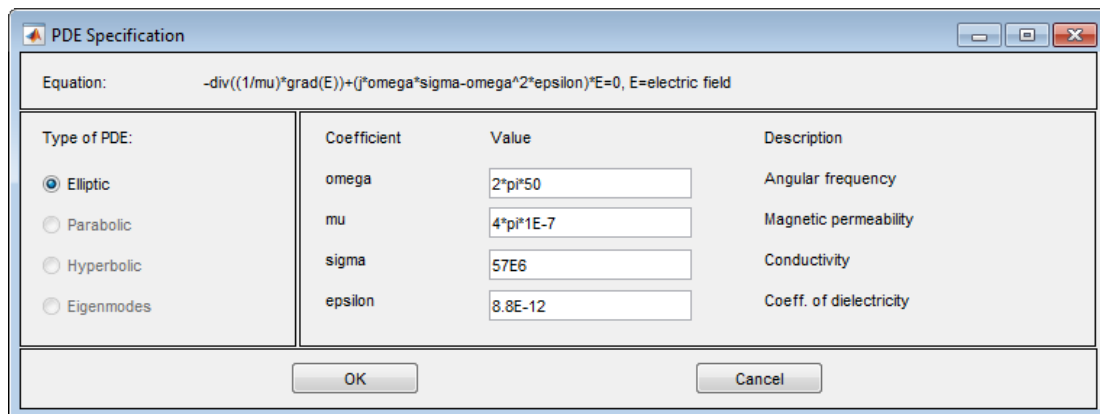 PDE Specification
Equation: -div((1/mu)*grad(E))+(j*omega*sigma-omega^2*epsilon)*E=0, E=electric field
Type of PDE:
Elliptic
Parabolic
Hyperbolic
Eigenmodes
Coefficient Value Description
omega 2*pi*50 Angular frequency
mu 4*pi*1E-7 Magnetic permeability
sigma 57E6 Conductivity
epsilon 8.8E-12 Coeff. of dielectricity
OK Cancel